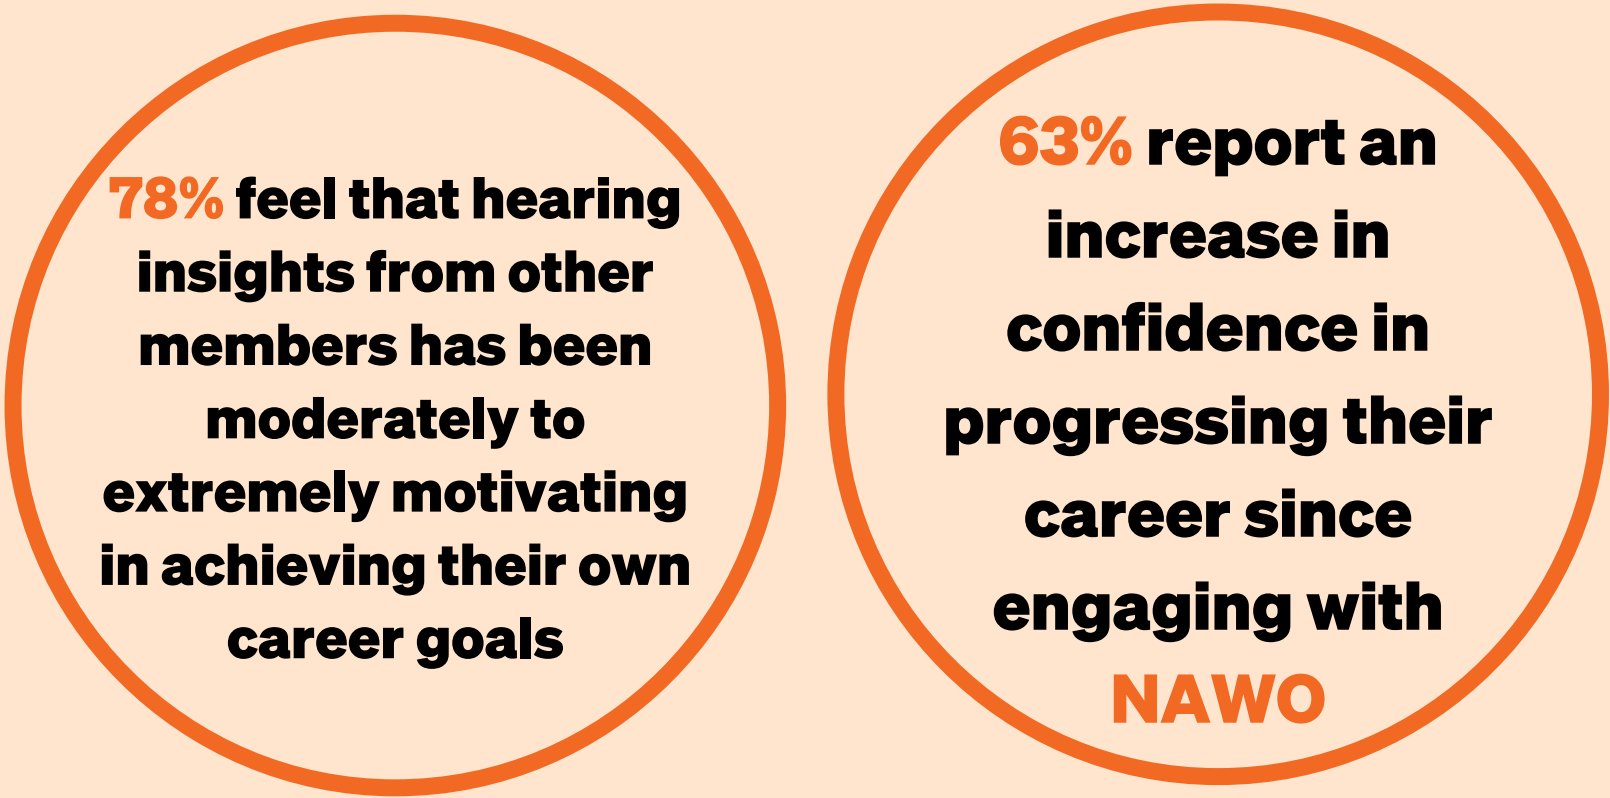 78% feel that hearing
insights from other
members has been
moderately to
extremely motivating
in achieving their own
career goals
63% report an
increase in
confidence in
progressing their
career since
engaging with
NAWO